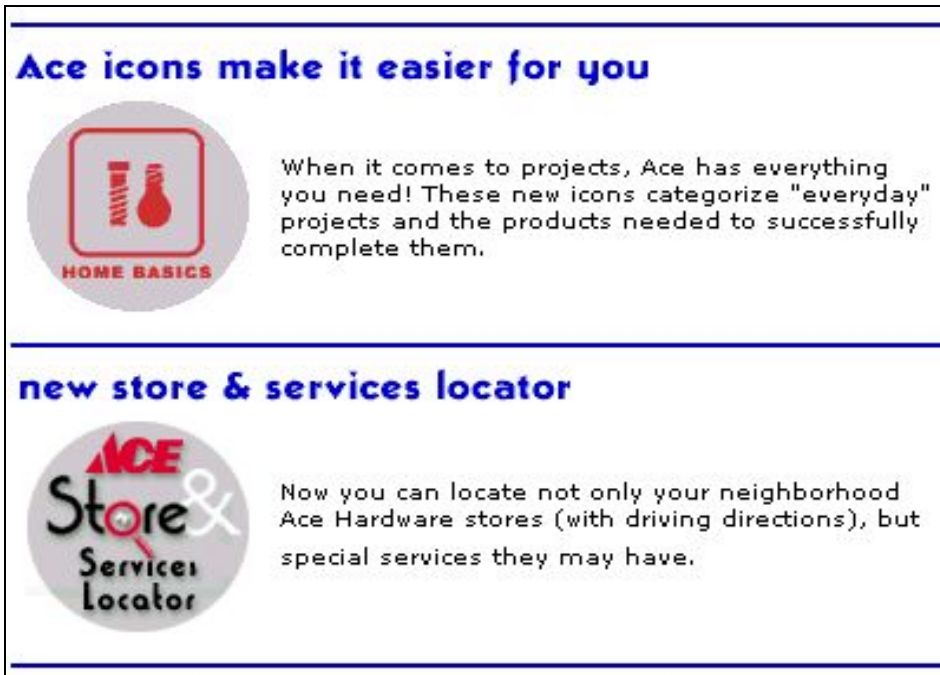 Ace icons make it easier for you
HOME BASICS
When it comes to projects, Ace has everything
you need! These new icons categorize "everyday"
projects and the products needed to successfully
complete them.
new store & services locator
ACE
Store &
Services
Locator
Now you can locate not only your neighborhood
Ace Hardware stores (with driving directions), but
special services they may have.